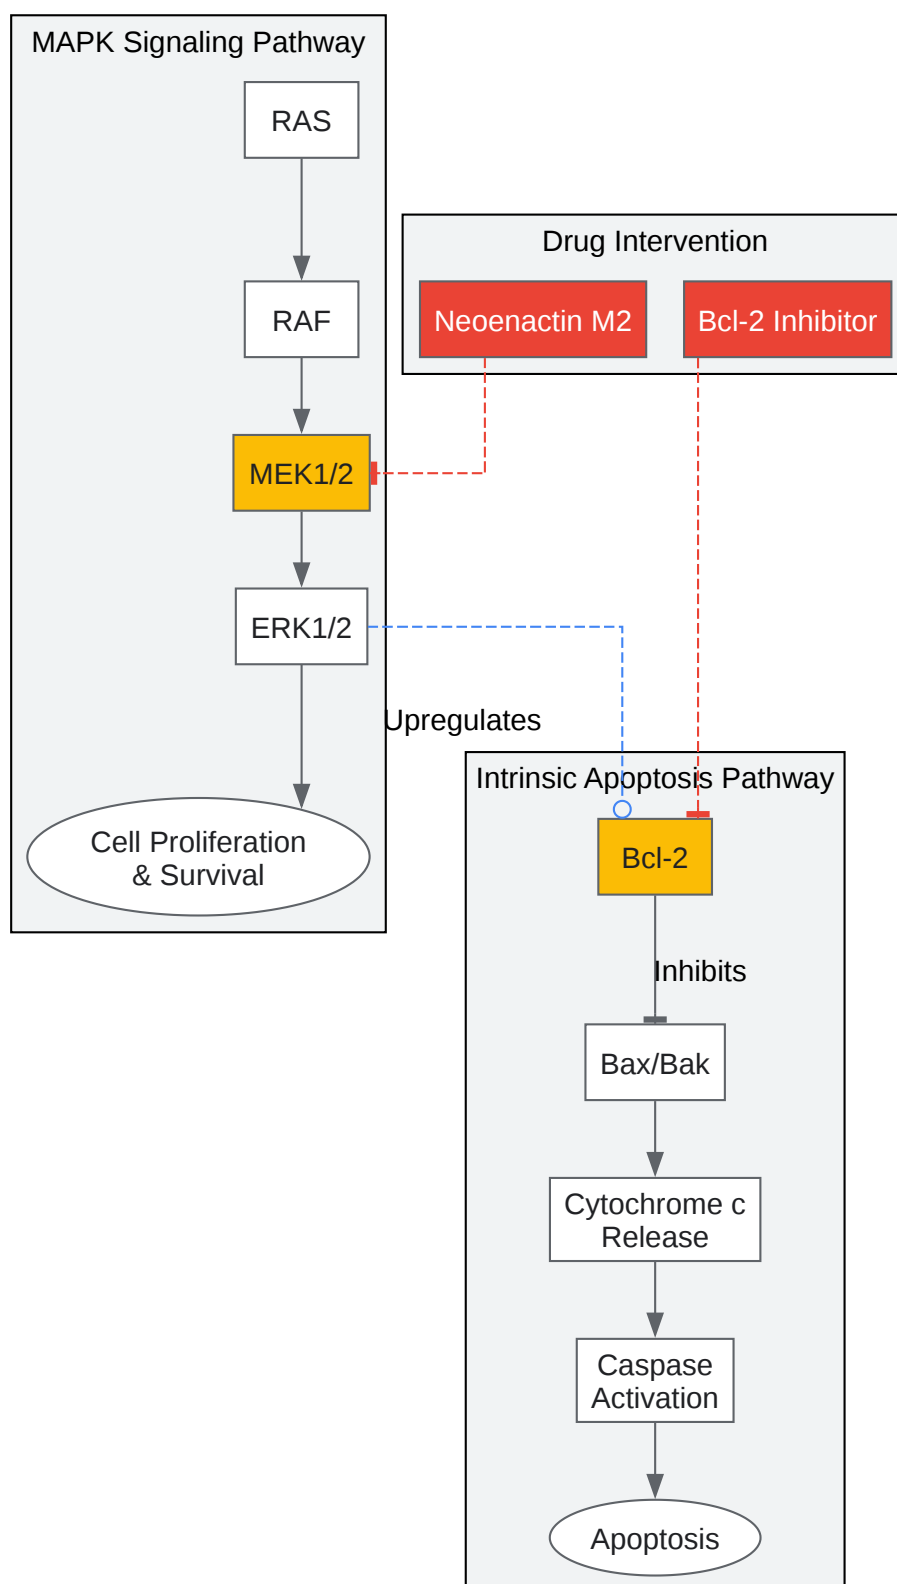 MAPK Signaling Pathway
RAS
RAF
MEK1/2
ERK1/2
Cell Proliferation
& Survival
Drug Intervention
Neoenactin M2
Bcl-2 Inhibitor
Upregulates
Intrinsic Apoptosis Pathway
Bcl-2
Inhibits
Bax/Bak
Cytochrome c
Release
Caspase
Activation
Apoptosis